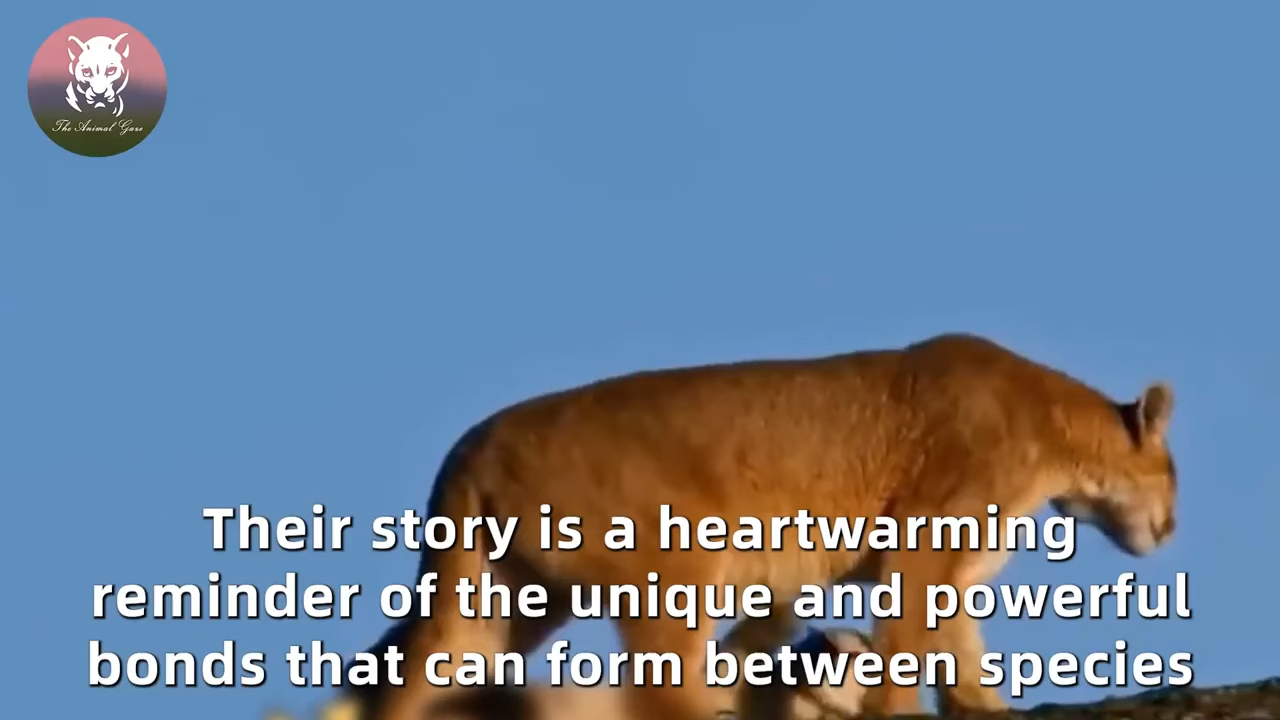 The Animal Gaze
Their story is a heartwarming
reminder of the unique and powerful
bonds that can form between species